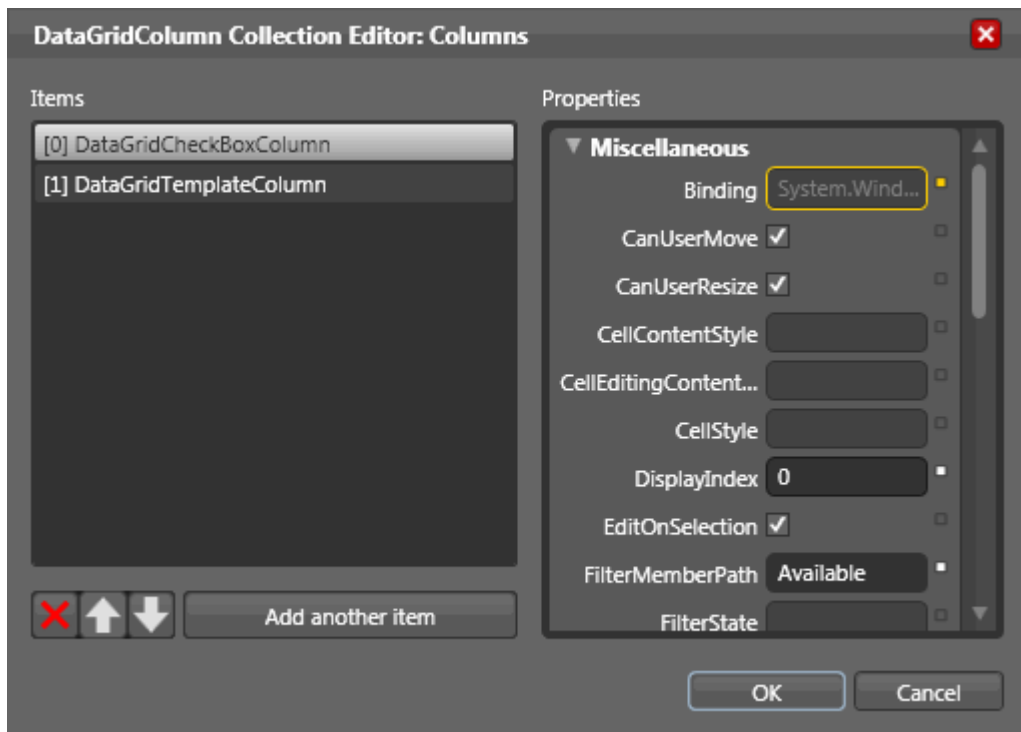 DataGridColumn Collection Editor: Columns
Items
[0] DataGridCheckBoxColumn
[1] DataGridTemplateColumn
Add another item
Properties
Miscellaneous
Binding System.Wind...
CanUserMove
CanUserResize
CellContentStyle
CellEditingContent...
CellStyle
DisplayIndex 0
EditOnSelection
FilterMemberPath Available
FilterState
OK Cancel